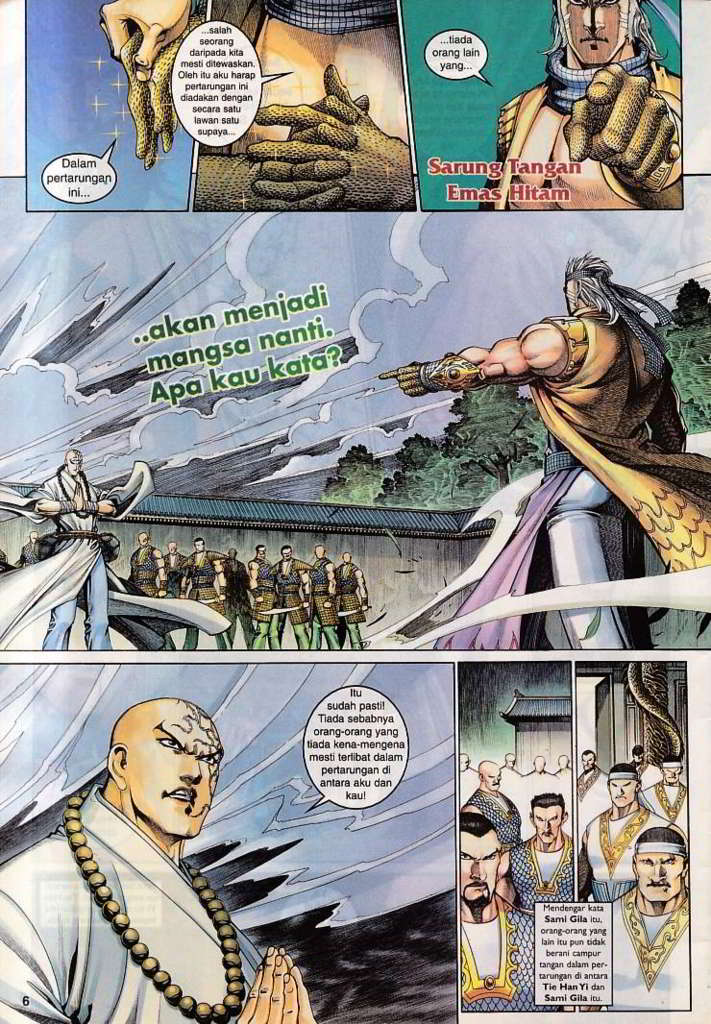 Dalam
pertarungan
ini...
...salah
seorang
daripada kita
mesti ditewaskan.
Oleh itu aku harap
pertarungan ini
diadakan dengan
secara satu
lawan satu
supaya...
...tiada
orang lain
yang...
Sarung Tangan
Emas Hitam
..akan menjadi
mangsa nanti.
Apa kau kata?
Itu
sudah pasti!
Tiada sebabnya
orang-orang yang
tiada kena-mengena
mesti terlibat dalam
pertarungan di
antara aku dan
kau!
Mendengar kata
Sami Gila itu,
orang-orang yang
lain itu pun tidak
berani campur
tangan dalam per-
tarungan di antara
Tie Han Yi dan
Sami Gila itu.
6